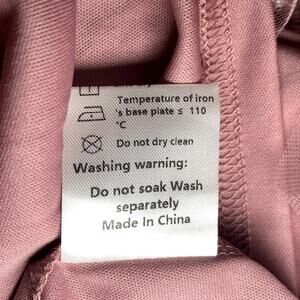 Temperature of iron
's base plate ≤ 110
°C
Do not dry clean
Washing warning:
Do not soak Wash
separately
Made In China